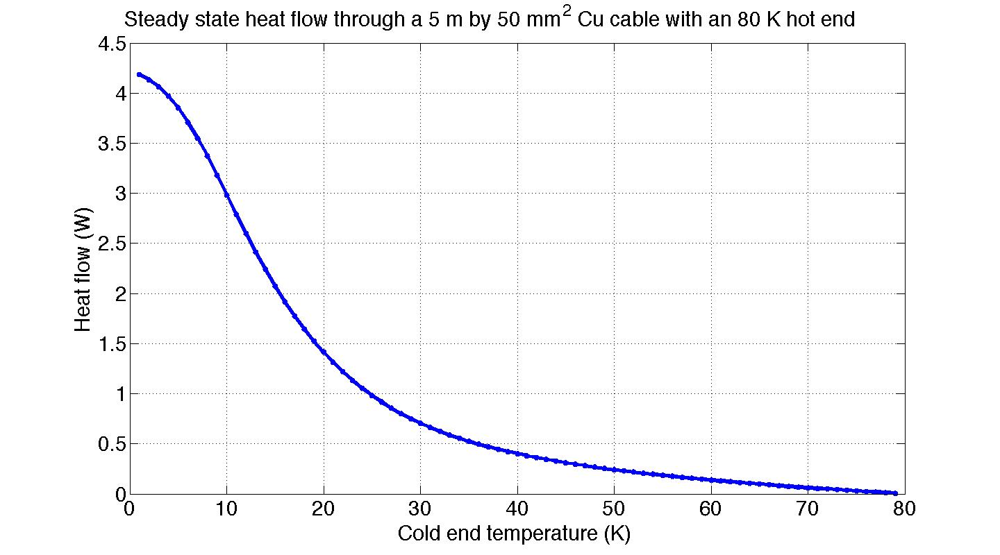 Steady state heat flow through a 5 m by 50 mm² Cu cable with an 80 K hot end
4.5
4
3.5
3
2.5
2
1.5
1
0.5
0
Heat flow (W)
0 10 20 30 40 50 60 70 80
Cold end temperature (K)